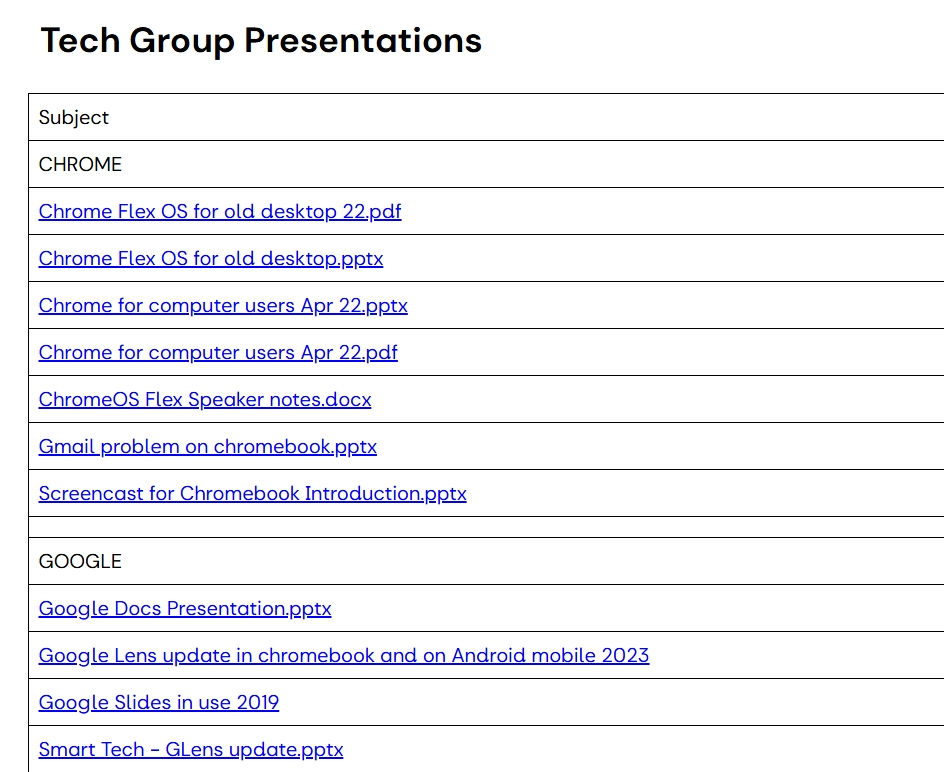 Tech Group Presentations
Subject
CHROME
Chrome Flex OS for old desktop 22.pdf
Chrome Flex OS for old desktop.pptx
Chrome for computer users Apr 22.pptx
Chrome for computer users Apr 22.pdf
ChromeOS Flex Speaker notes.docx
Gmail problem on chromebook.pptx
Screencast for Chromebook Introduction.pptx
GOOGLE
Google Docs Presentation.pptx
Google Lens update in chromebook and on Android mobile 2023
Google Slides in use 2019
Smart Tech - GLens update.pptx